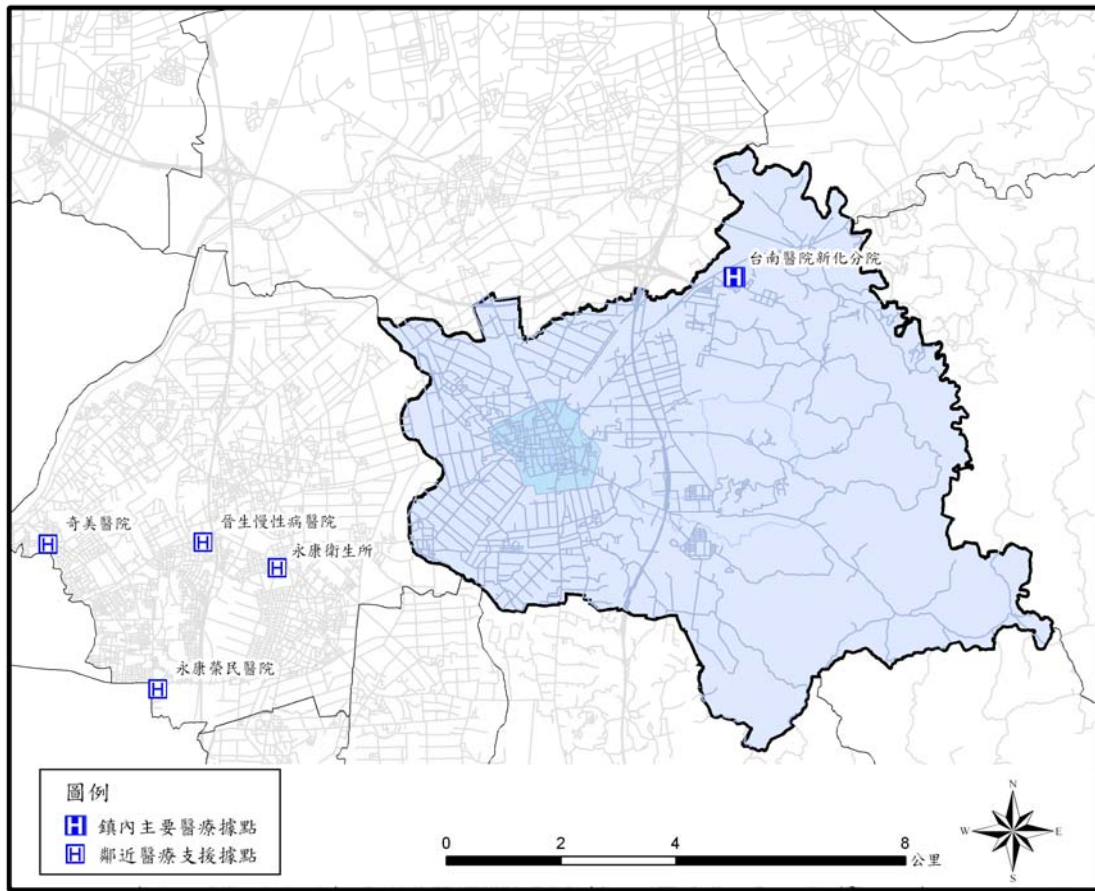 台南醫院新化分院
奇美醫院
晉生慢性病醫院
永康衛生所
永康榮民醫院
圖例
H 鎮內主要醫療據點
H 鄰近醫療支援據點
0 2 4 8
公里
N
W E
S